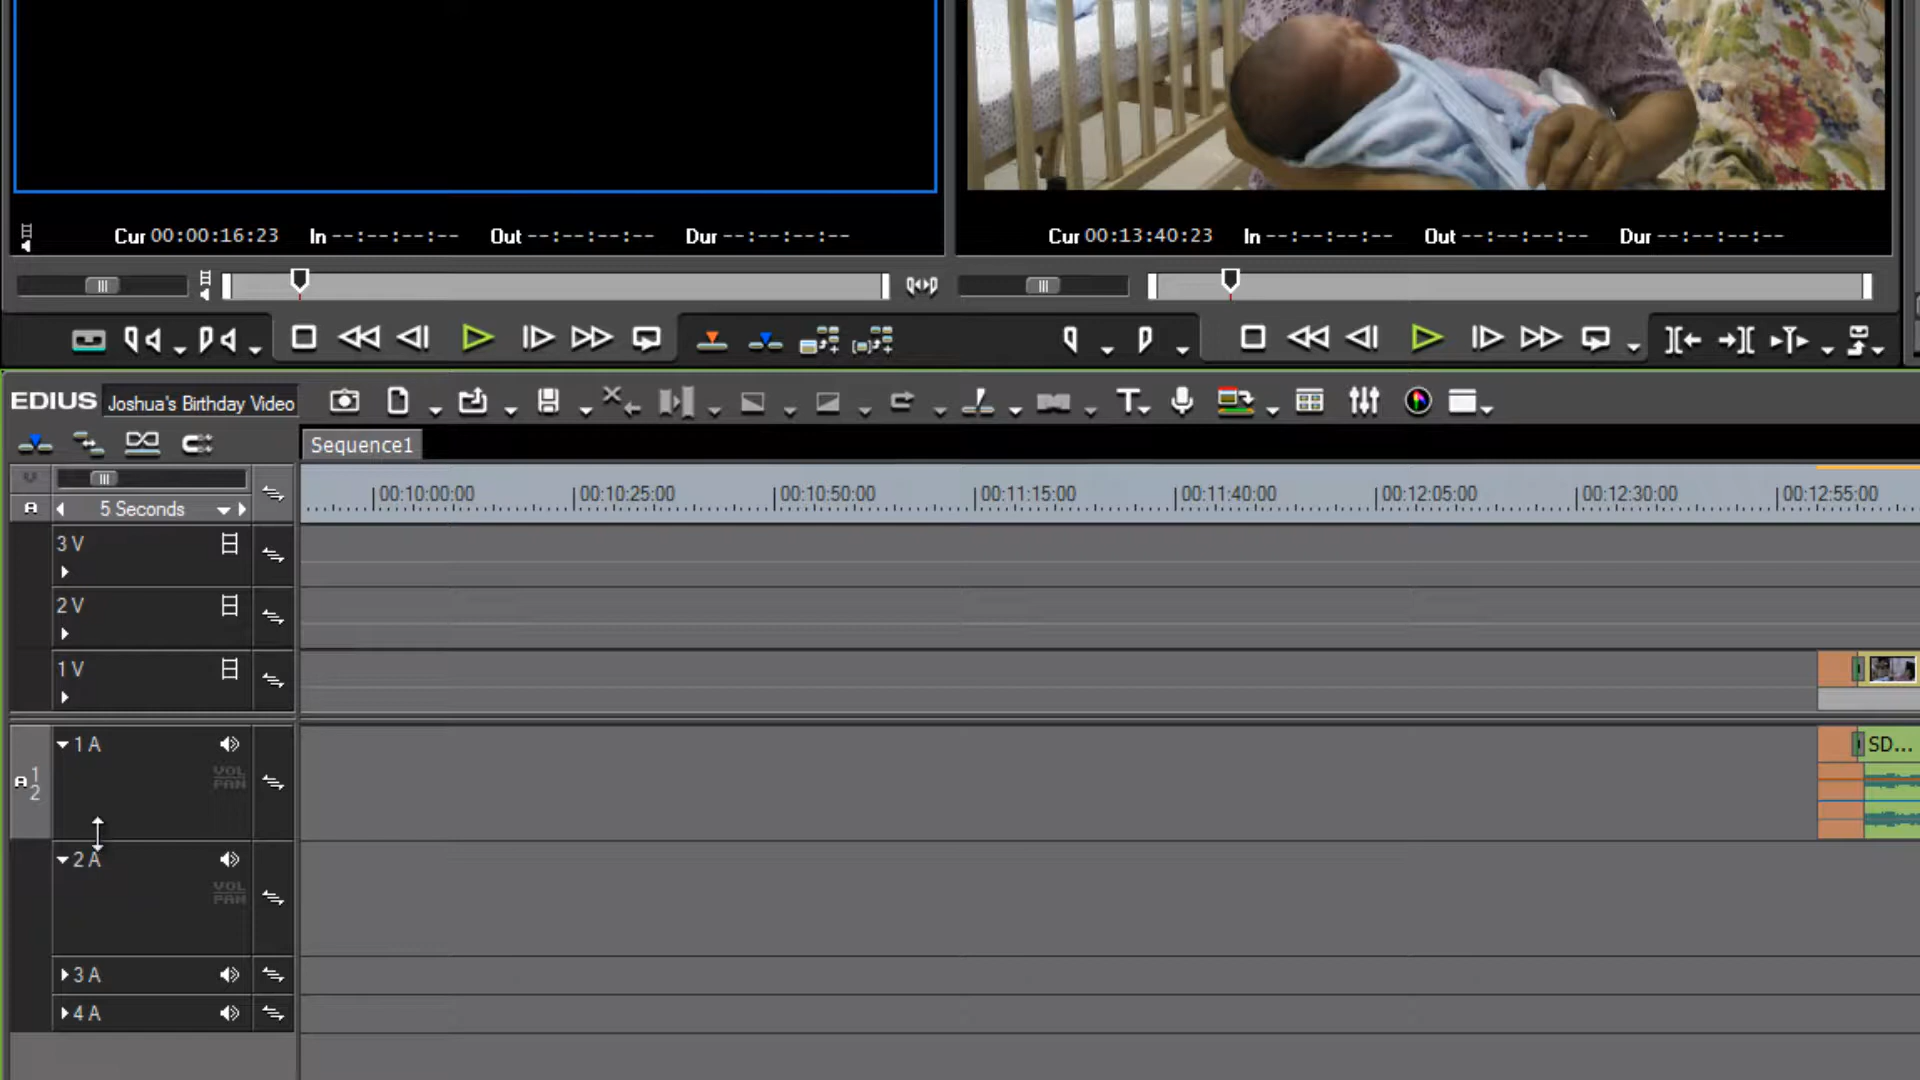 Cur 00:00:16:23 In --:--:--:-- Out --:--:--:-- Dur --:--:--:--
Cur 00:13:40:23 In --:--:--:-- Out --:--:--:-- Dur --:--:--:--
EDIUS Joshua's Birthday Video
Sequence1
5 Seconds
00:10:00:00 00:10:25:00 00:10:50:00 00:11:15:00 00:11:40:00 00:12:05:00 00:12:30:00 00:12:55:00
A
3 V
2 V
1 V
1 A
SD...
VOL
PAN
A 1
2
2 A
VOL
PAN
3 A
4 A